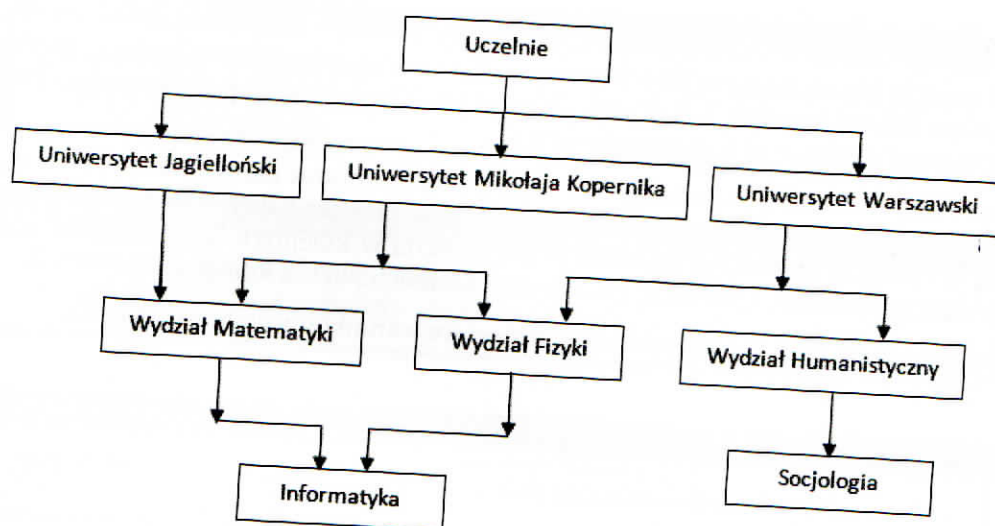 Uczelnie
Uniwersytet Jagielloński
Uniwersytet Mikołaja Kopernika
Uniwersytet Warszawski
Wydział Matematyki
Wydział Fizyki
Wydział Humanistyczny
Informatyka
Socjologia